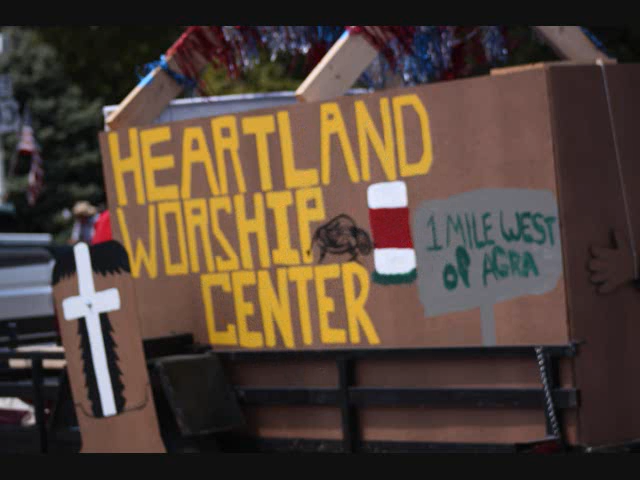 HEARTLAND
WORSHIP
CENTER
1 MILE WEST
OF AGRA